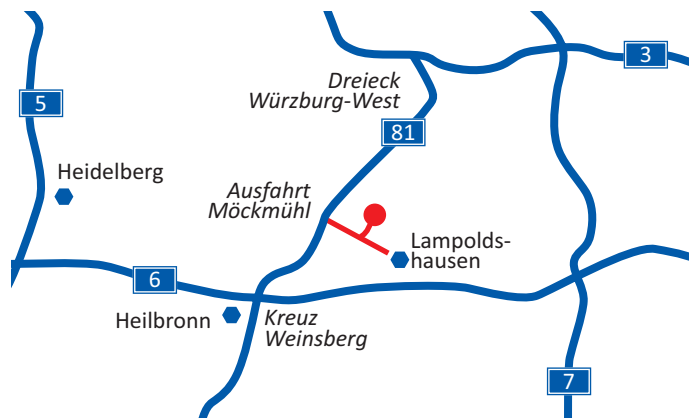 3
Dreieck
Würzburg-West
5
81
Heidelberg
Ausfahrt
Möckmühl
Lampolds-
hausen
6
Heilbronn
Kreuz
Weinsberg
7